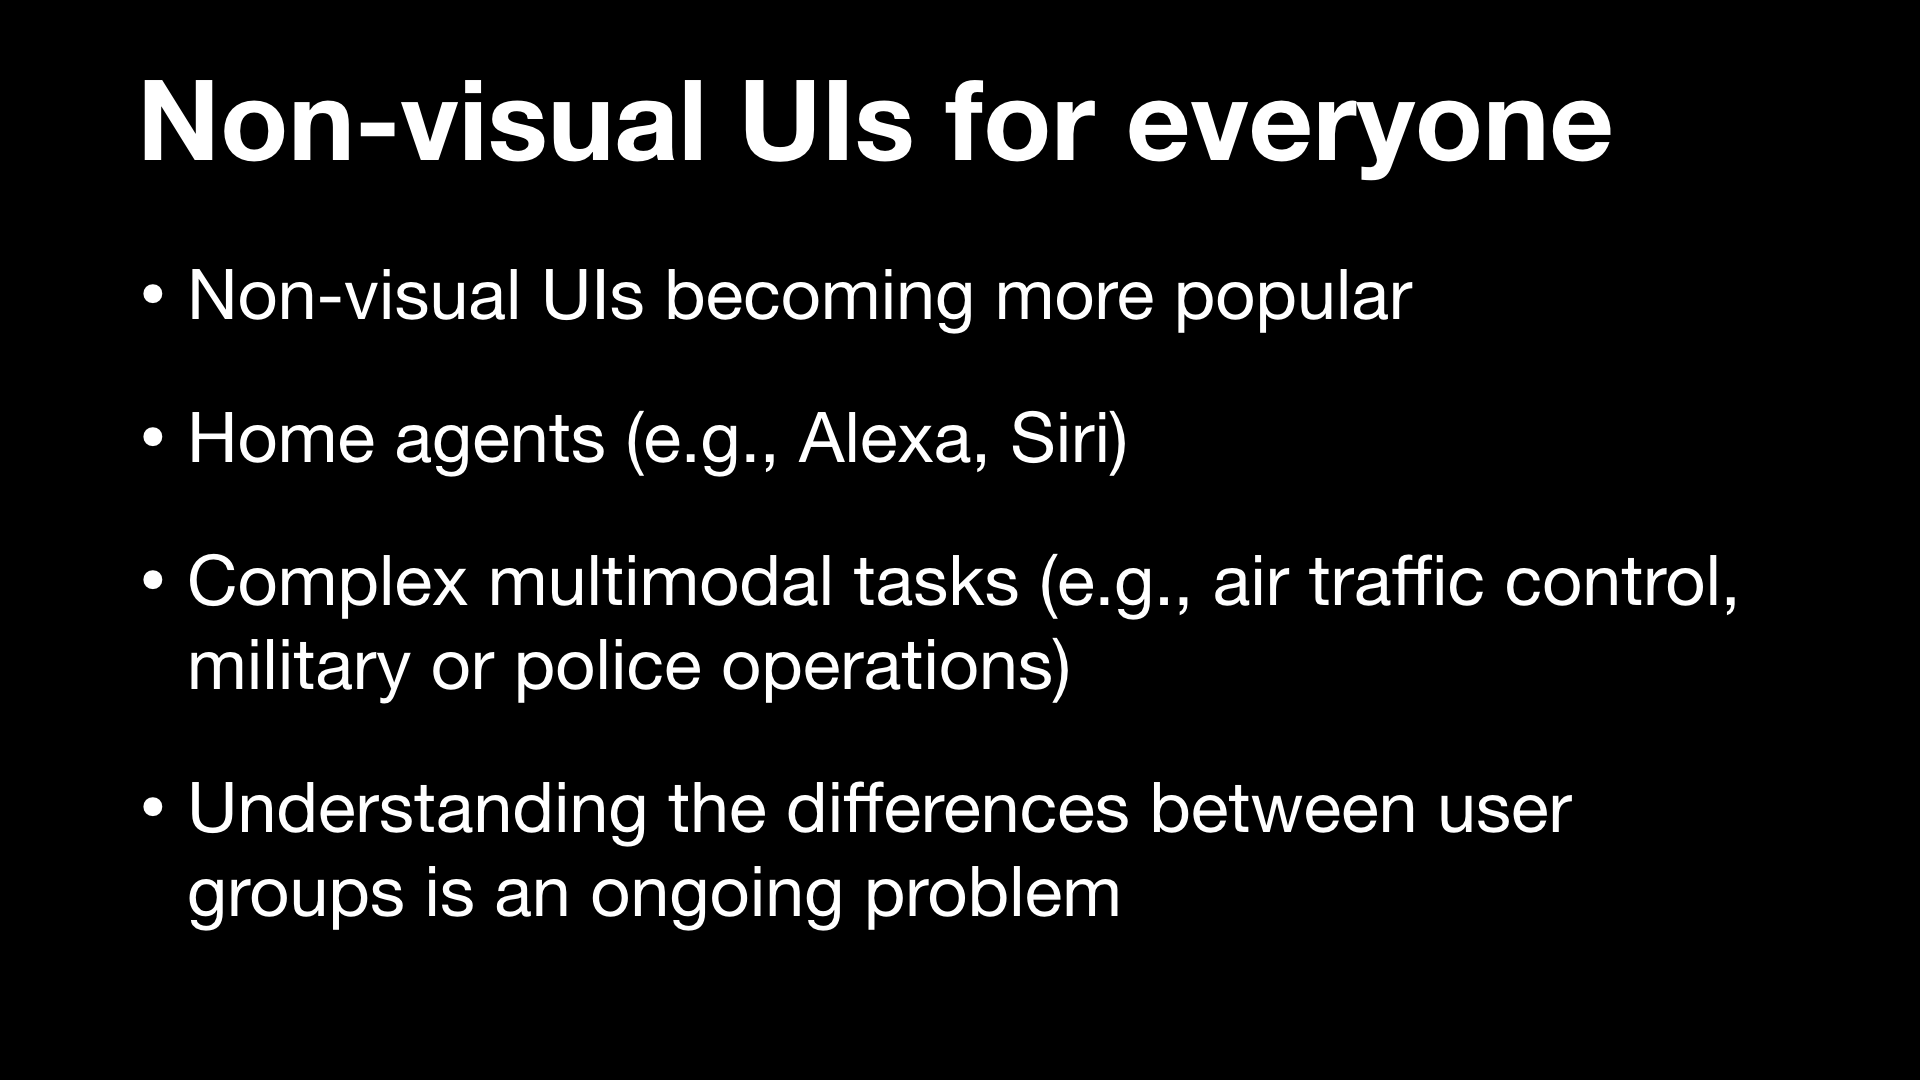 Non-visual UIs for everyone
• Non-visual UIs becoming more popular
• Home agents (e.g., Alexa, Siri)
• Complex multimodal tasks (e.g., air traffic control,
military or police operations)
• Understanding the differences between user
groups is an ongoing problem